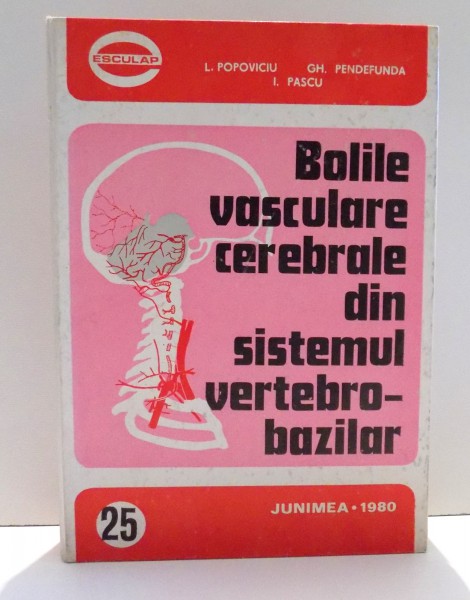 ESCULAP
L. POPOVICIU GH. PENDEFUNDA
I. PASCU
Bolile
vasculare
cerebrale
din
sistemul
vertebro-
bazilar
25
JUNIMEA • 1980